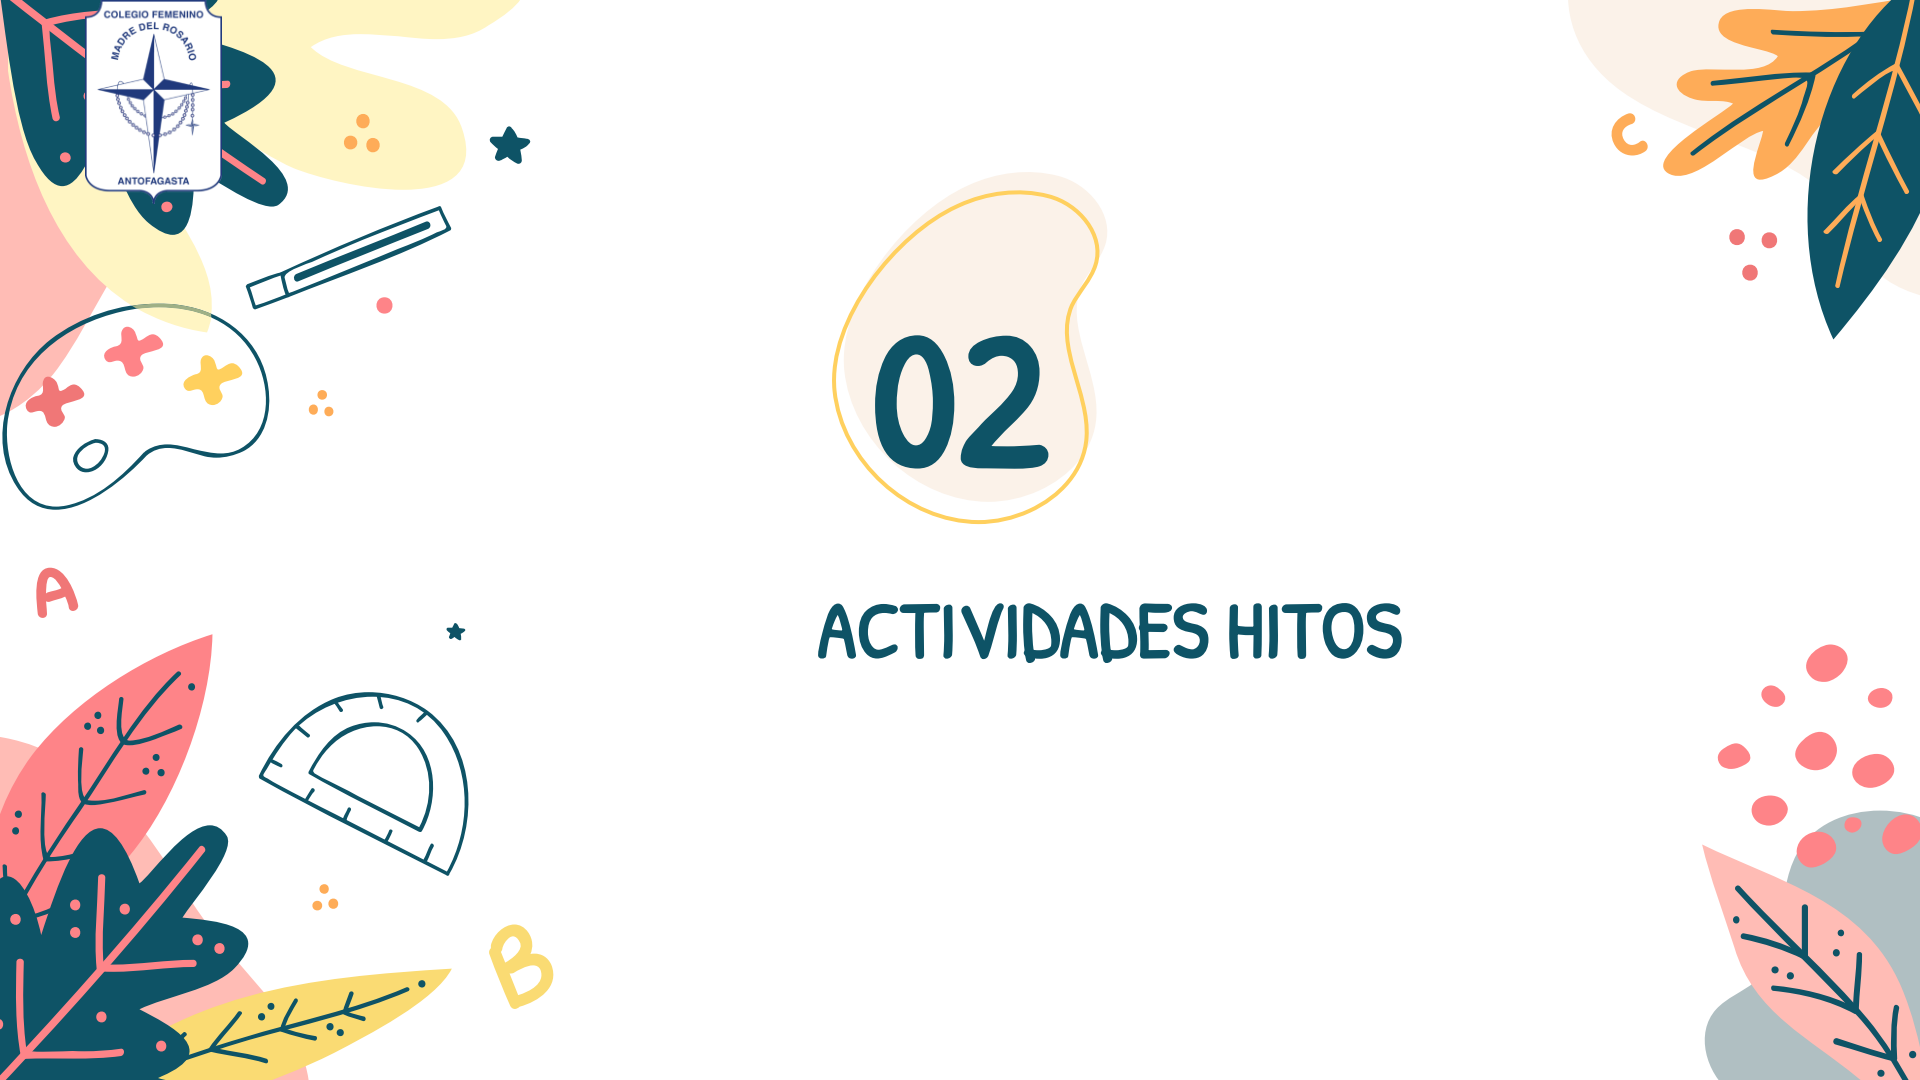 COLEGIO FEMENINO
MADRE DEL ROSARIO
ANTOFAGASTA
C
02
A
ACTIVIDADES HITOS
B